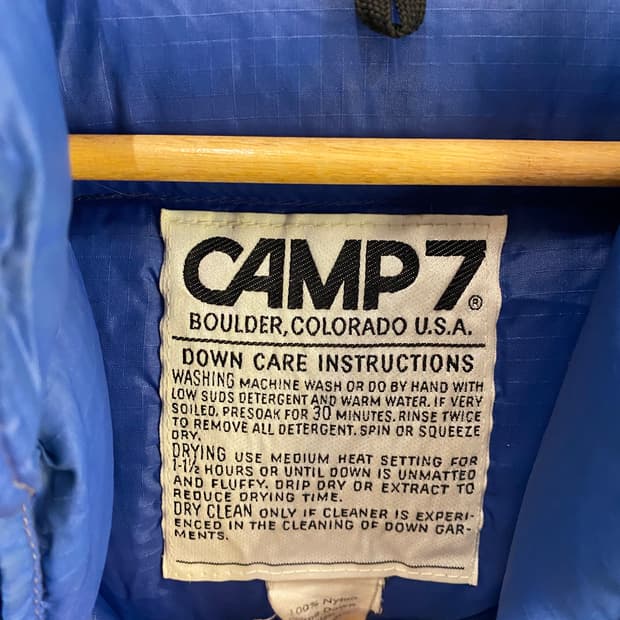 CAMP 7®
BOULDER, COLORADO U.S.A.
DOWN CARE INSTRUCTIONS
WASHING MACHINE WASH OR DO BY HAND WITH
LOW SUDS DETERGENT AND WARM WATER. IF VERY
SOILED, PRESOAK FOR 30 MINUTES. RINSE TWICE
TO REMOVE ALL DETERGENT. SPIN OR SQUEEZE
DRY.
DRYING USE MEDIUM HEAT SETTING FOR
1-1½ HOURS OR UNTIL DOWN IS UNMATTED
AND FLUFFY. DRIP DRY OR EXTRACT TO
REDUCE DRYING TIME.
DRY CLEAN ONLY IF CLEANER IS EXPERI-
ENCED IN THE CLEANING OF DOWN GAR-
MENTS.
100% Nylon
Down